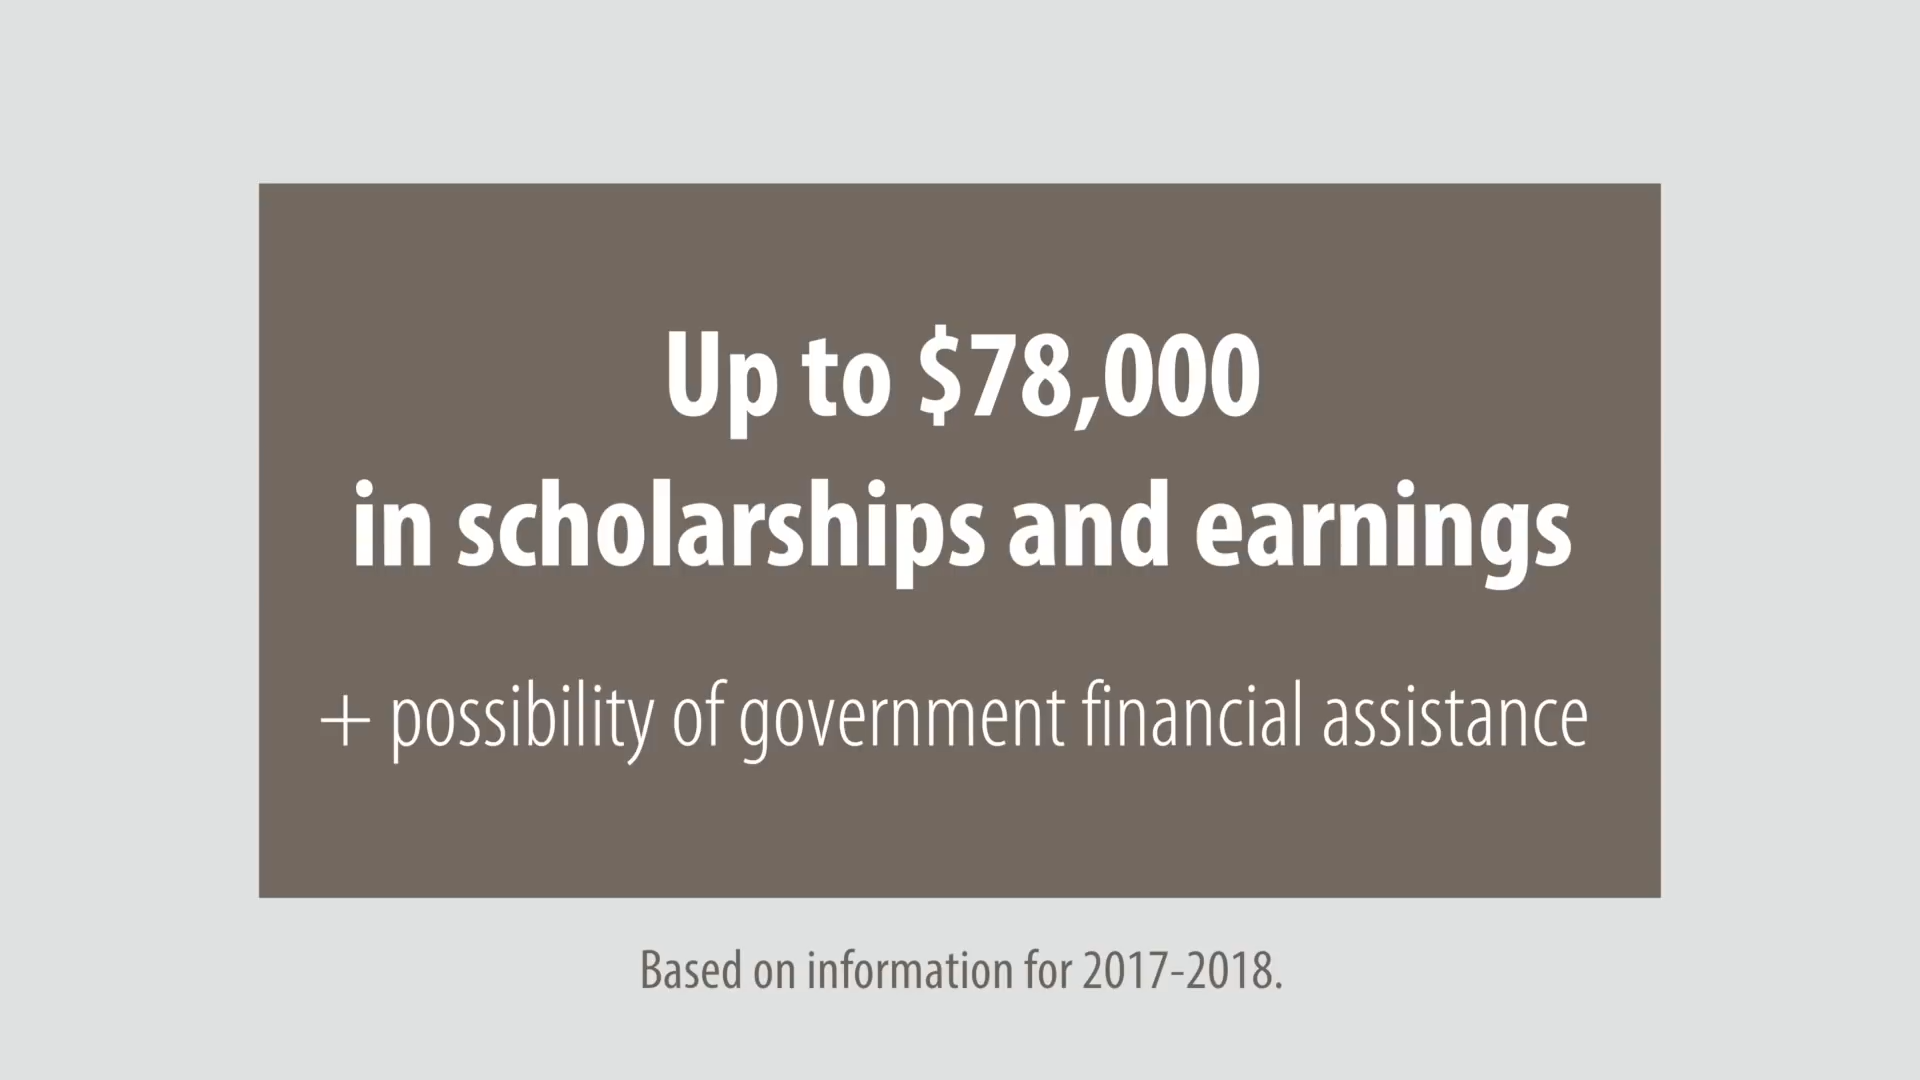 Up to $78,000
in scholarships and earnings
+ possibility of government financial assistance
Based on information for 2017-2018.